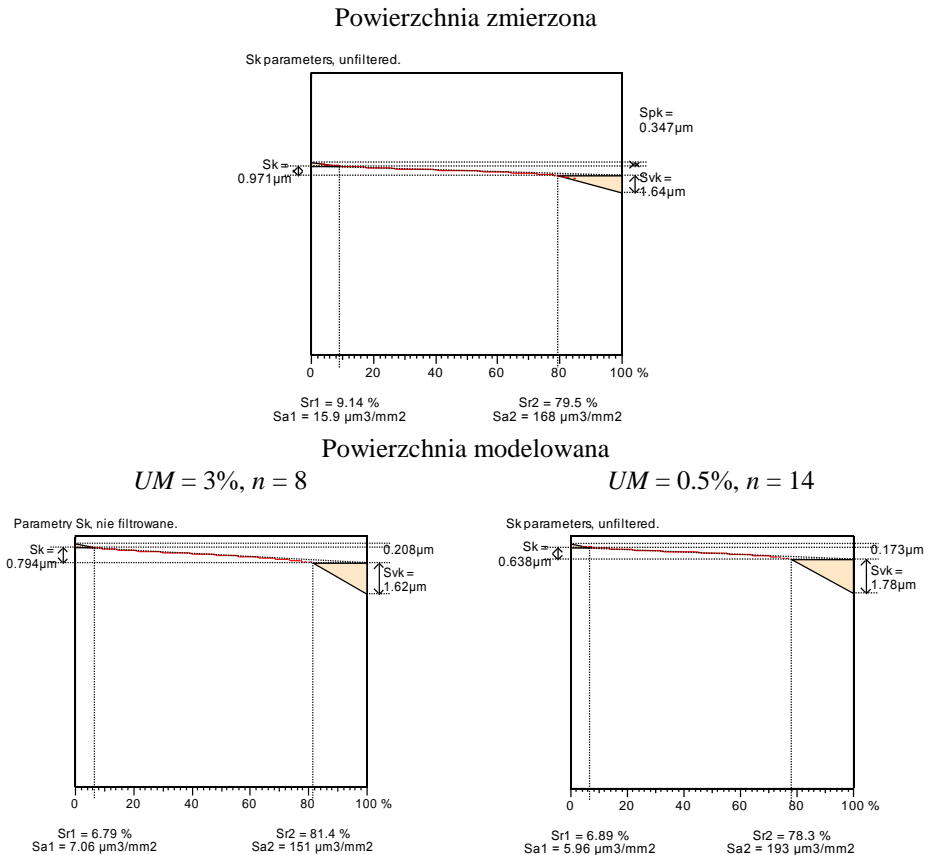 Powierzchnia zmierzona
Sk parameters, unfiltered.
Spk =
0.347µm
Sk =
0.971µm
Svk =
1.64µm
0 20 40 60 80 100 %
Sr1 = 9.14 % Sr2 = 79.5 %
Sa1 = 15.9 µm3/mm2 Sa2 = 168 µm3/mm2
Powierzchnia modelowana
UM = 3%, n = 8
Parametry Sk, nie filtrowane.
Sk =
0.794µm
0.208µm
Svk =
1.62µm
0 20 40 60 80 100 %
Sr1 = 6.79 % Sr2 = 81.4 %
Sa1 = 7.06 µm3/mm2 Sa2 = 151 µm3/mm2
UM = 0.5%, n = 14
Sk parameters, unfiltered.
Sk =
0.638µm
0.173µm
Svk =
1.78µm
0 20 40 60 80 100 %
Sr1 = 6.89 % Sr2 = 78.3 %
Sa1 = 5.96 µm3/mm2 Sa2 = 193 µm3/mm2